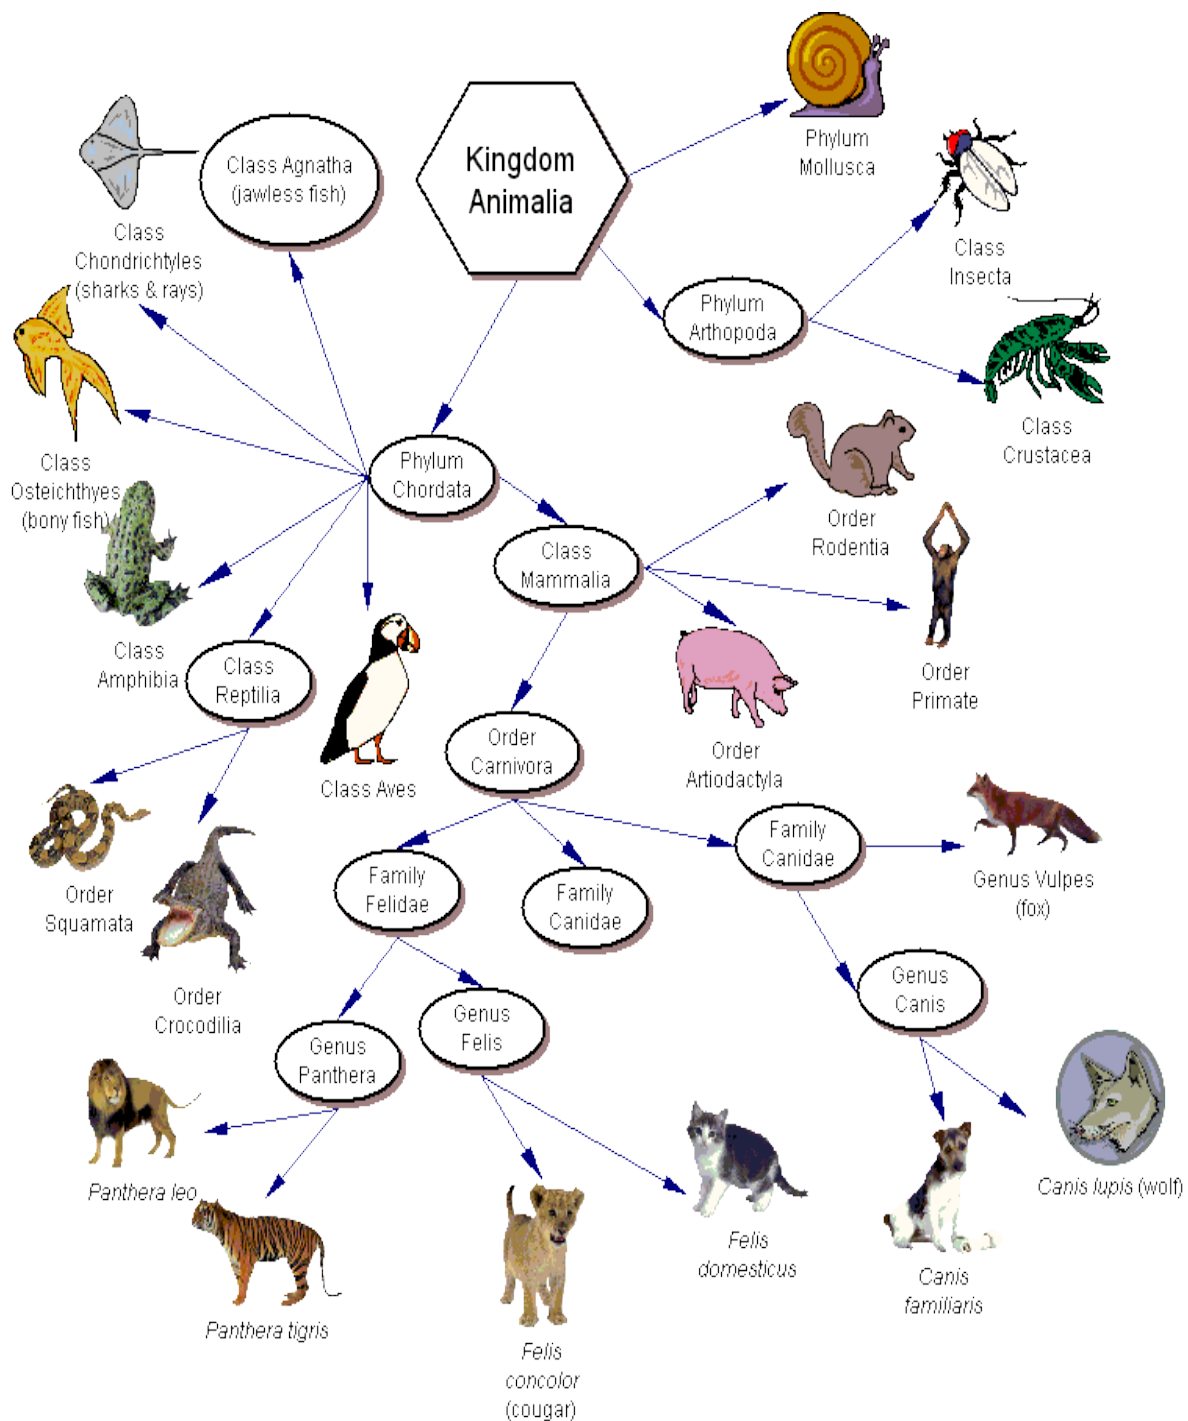 Kingdom
Animalia
Phylum
Mollusca
Class
Insecta
Class Agnatha
(jawless fish)
Class
Chondrichtyles
(sharks & rays)
Phylum
Arthopoda
Class
Crustacea
Class
Osteichthyes
(bony fish)
Phylum
Chordata
Order
Rodentia
Class
Mammalia
Class
Amphibia
Class
Reptilia
Order
Primate
Class Aves
Order
Carnivora
Order
Artiodactyla
Order
Squamata
Order
Crocodilia
Family
Felidae
Family
Canidae
Family
Canidae
Genus Vulpes
(fox)
Genus
Panthera
Genus
Felis
Genus
Canis
Panthera leo
Panthera tigris
Felis
concolor
(cougar)
Felis
domesticus
Canis
familiaris
Canis lupis (wolf)